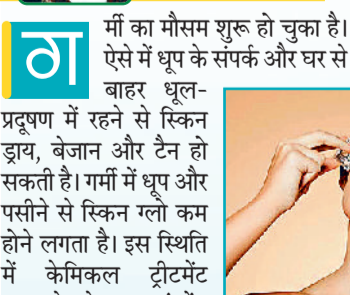 गर्मी का मौसम शुरू हो चुका है।
ऐसे में धूप के संपर्क और घर से
बाहर धूल-
प्रदूषण में रहने से स्किन
ड्राय, बेजान और टैन हो
सकती है। गर्मी में धूप और
पसीने से स्किन ग्लो कम
होने लगता है। इस स्थिति
में केमिकल ट्रीटमेंट